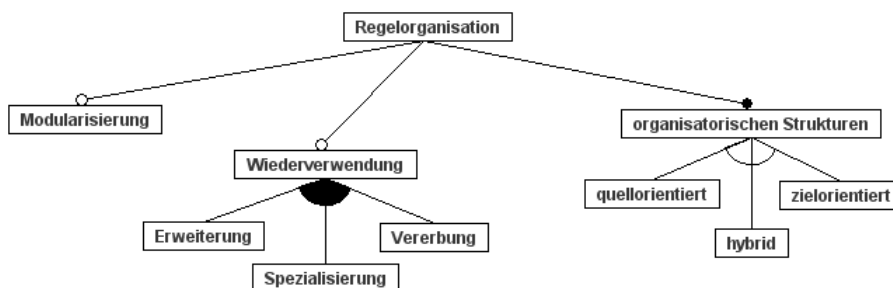 Regelorganisation
Modularisierung
organisatorischen Strukturen
Wiederverwendung
quellorientiert
zielorientiert
Erweiterung
Vererbung
hybrid
Spezialisierung